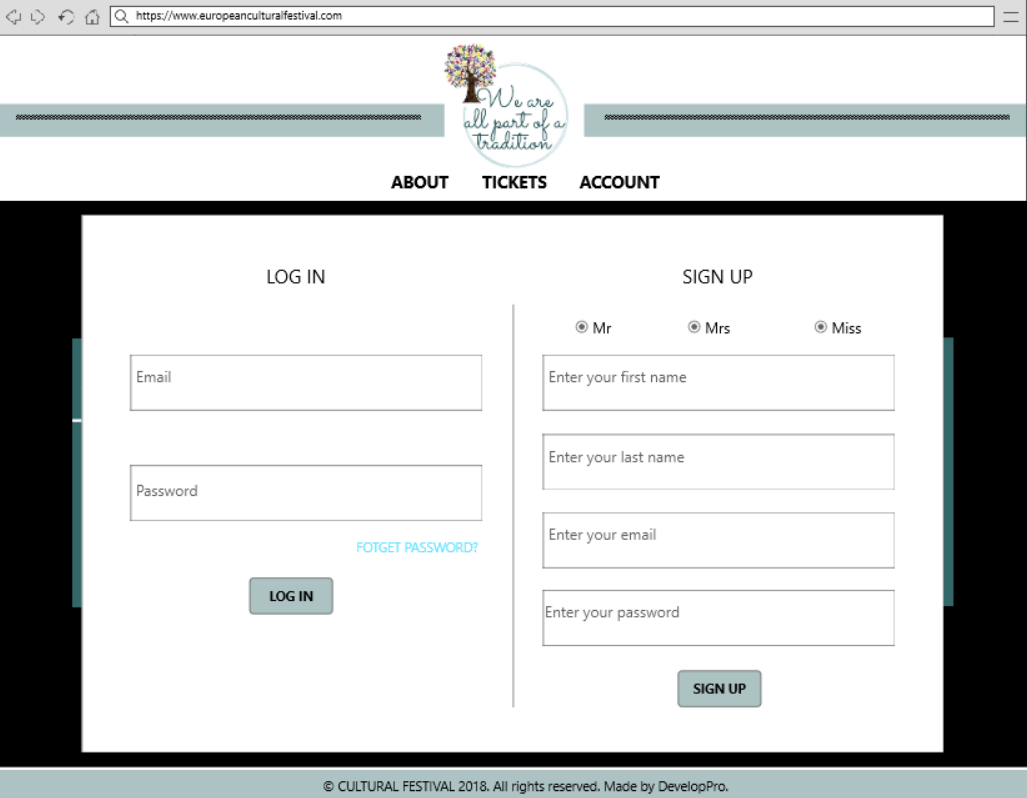 https://www.europeanculturalfestival.com
We are
all part of a
tradition
ABOUT TICKETS ACCOUNT
LOG IN
Email
Password
FOTGET PASSWORD?
LOG IN
SIGN UP
Mr Mrs Miss
Enter your first name
Enter your last name
Enter your email
Enter your password
SIGN UP
© CULTURAL FESTIVAL 2018. All rights reserved. Made by DevelopPro.